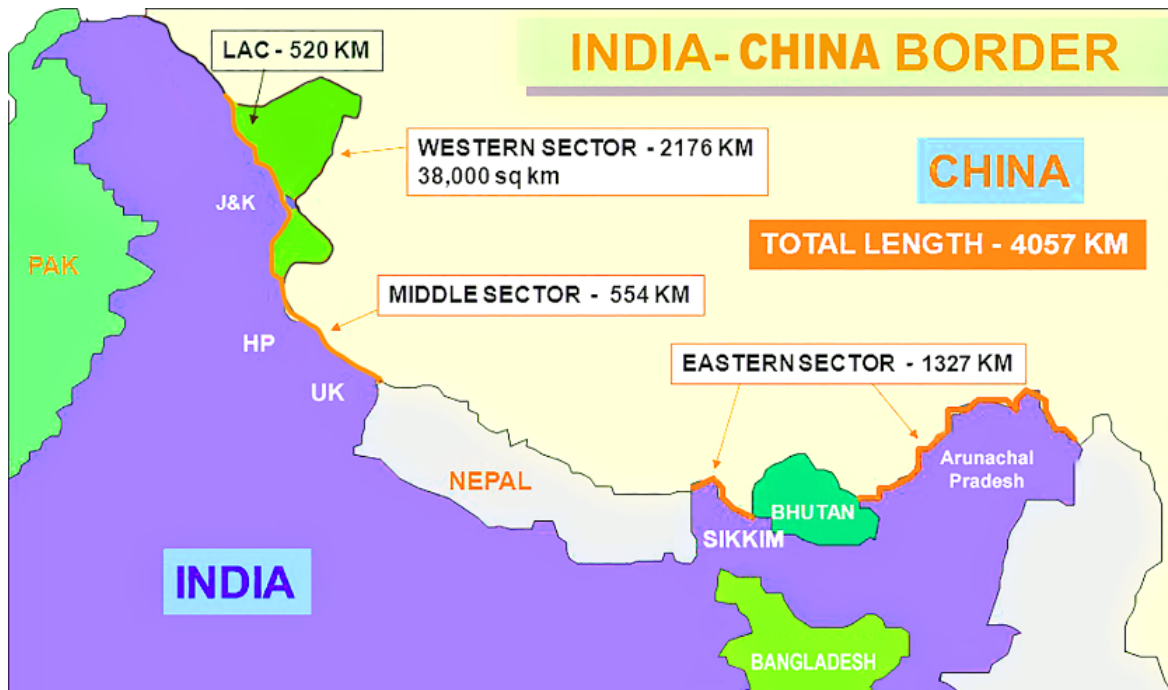 LAC - 520 KM
INDIA- CHINA BORDER
WESTERN SECTOR - 2176 KM
38,000 sq km
CHINA
J&K
TOTAL LENGTH - 4057 KM
PAK
MIDDLE SECTOR - 554 KM
HP
EASTERN SECTOR - 1327 KM
UK
Arunachal
Pradesh
NEPAL
BHUTAN
SIKKIM
INDIA
BANGLADESH